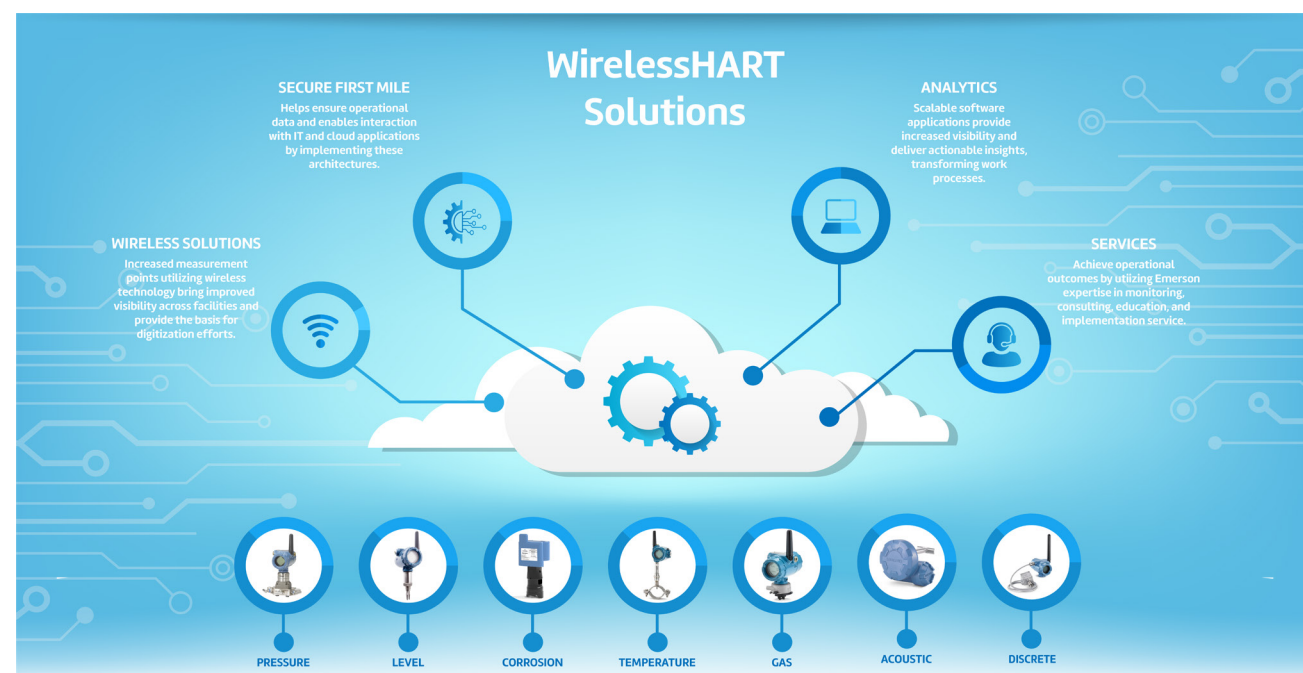 WirelessHART
Solutions
SECURE FIRST MILE
Helps ensure operational
data and enables interaction
with IT and cloud applications
by implementing these
architectures.
ANALYTICS
Scalable software
applications provide
increased visibility and
deliver actionable insights,
transforming work
processes.
WIRELESS SOLUTIONS
Increased measurement
points utilizing wireless
technology bring improved
visibility across facilities and
provide the basis for
digitization efforts.
SERVICES
Achieve operational
outcomes by utilizing Emerson
expertise in monitoring,
consulting, education, and
implementation service.
PRESSURE
LEVEL
CORROSION
TEMPERATURE
GAS
ACOUSTIC
DISCRETE